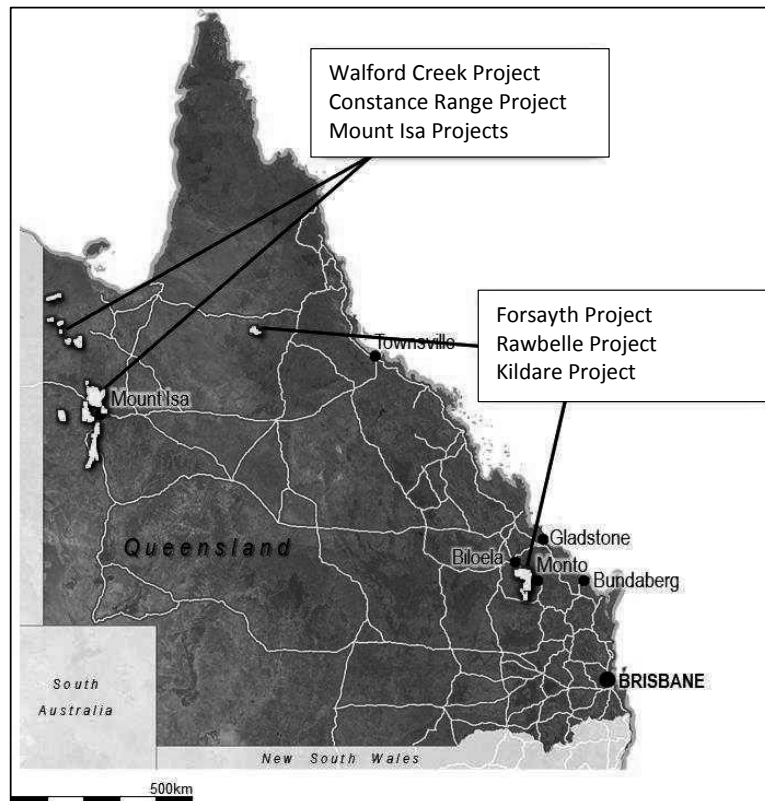 Walford Creek Project
Constance Range Project
Mount Isa Projects
Forsayth Project
Rawbelle Project
Kildare Project
Townsville
Mount Isa
Queensland
Gladstone
Biloela
Monto
Bundaberg
BRISBANE
South
Australia
New South Wales
500km